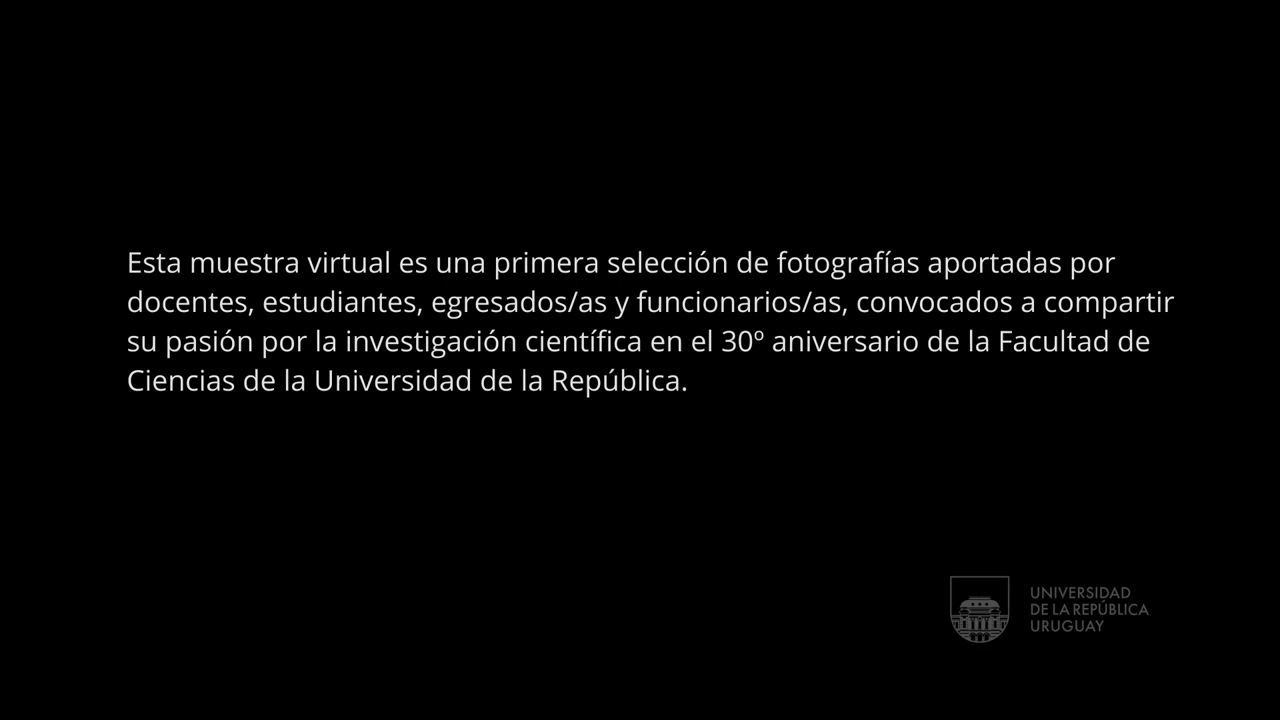 Esta muestra virtual es una primera selección de fotografías aportadas por
docentes, estudiantes, egresados/as y funcionarios/as, convocados a compartir
su pasión por la investigación científica en el 30º aniversario de la Facultad de
Ciencias de la Universidad de la República.
UNIVERSIDAD
DE LA REPÚBLICA
URUGUAY